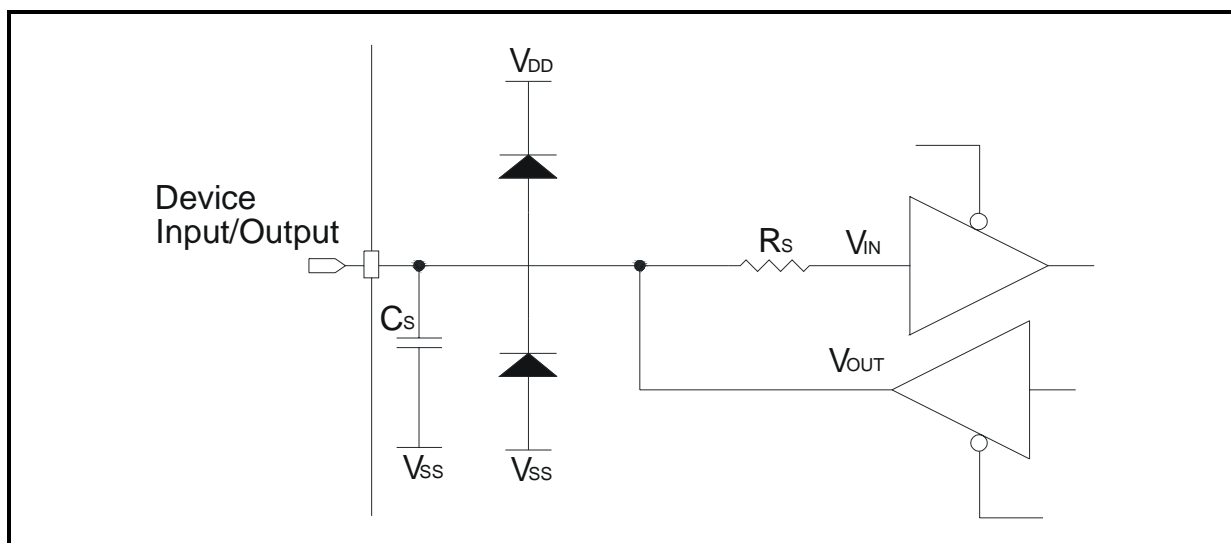 VDD
Device
Input/Output
RS
VIN
CS
VOUT
VSS
VSS